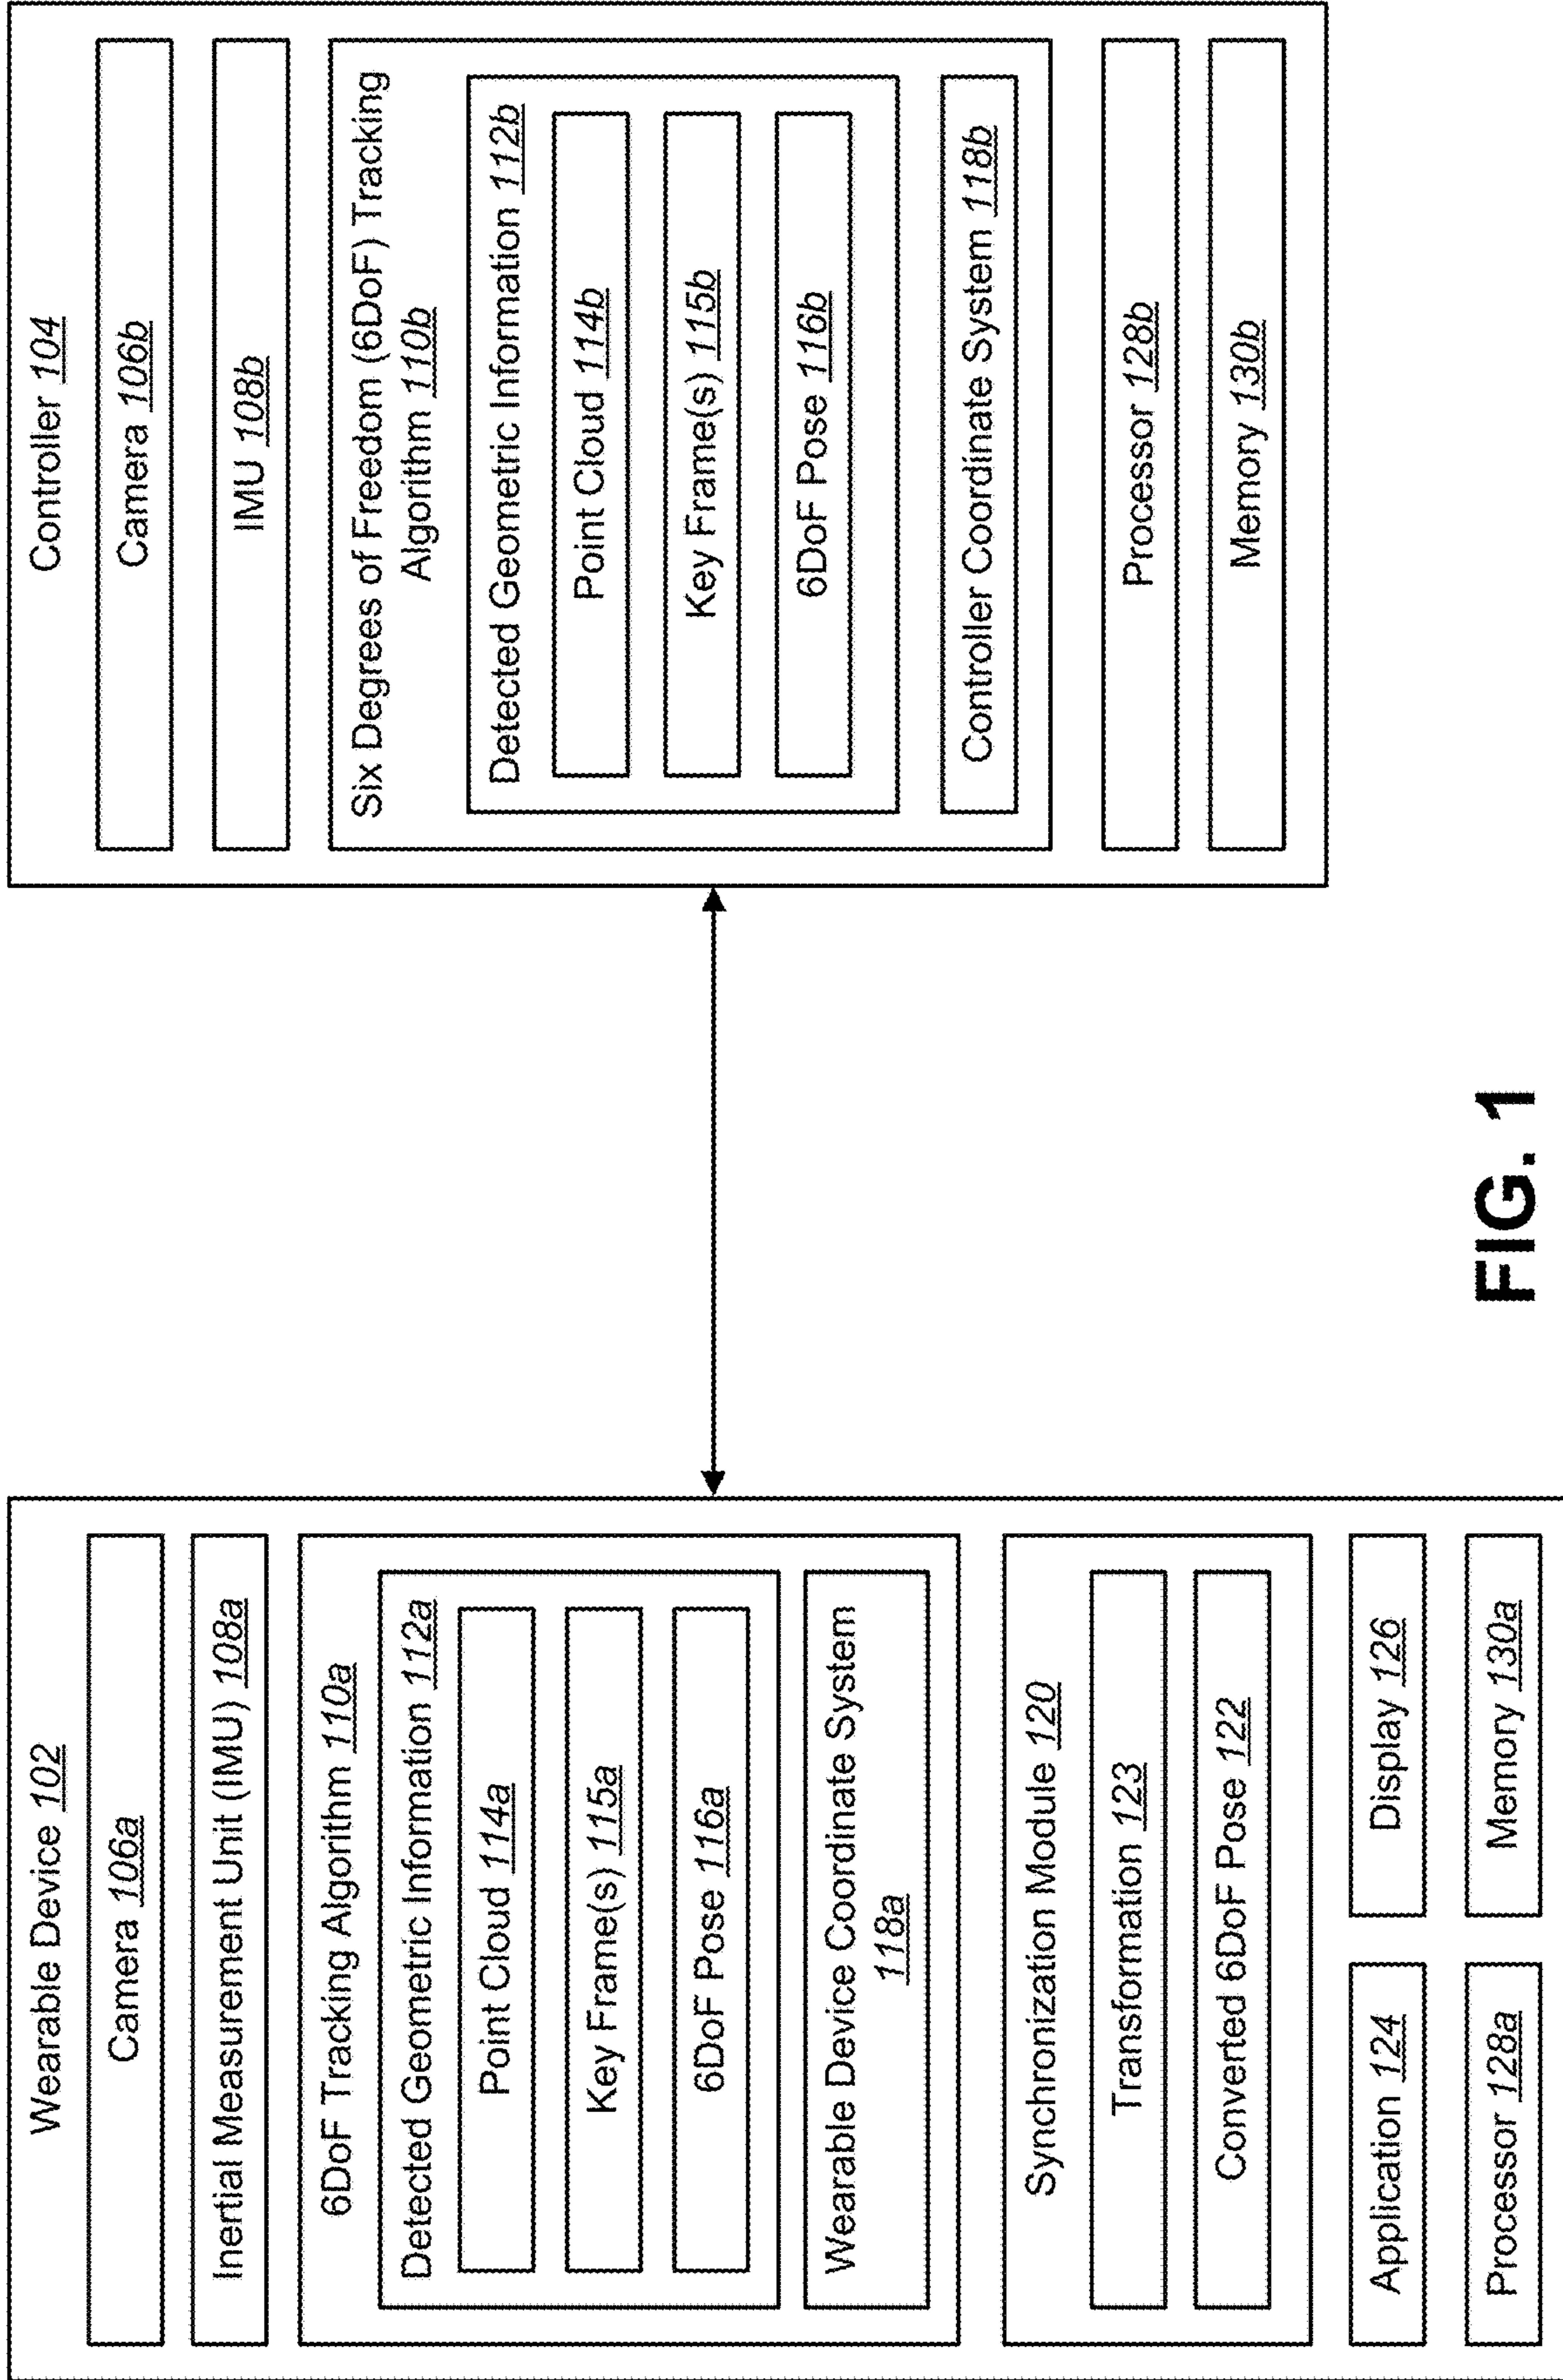 Wearable Device 102
Camera 106a
Inertial Measurement Unit (IMU) 108a
6DoF Tracking Algorithm 110a
Detected Geometric Information 112a
Point Cloud 114a
Key Frame(s) 115a
6DoF Pose 116a
Wearable Device Coordinate System
118a
Synchronization Module 120
Transformation 123
Converted 6DoF Pose 122
Application 124
Display 126
Processor 128a
Memory 130a
Controller 104
Camera 106b
IMU 108b
Six Degrees of Freedom (6DoF) Tracking
Algorithm 110b
Detected Geometric Information 112b
Point Cloud 114b
Key Frame(s) 115b
6DoF Pose 116b
Controller Coordinate System 118b
Processor 128b
Memory 130b
FIG. 1